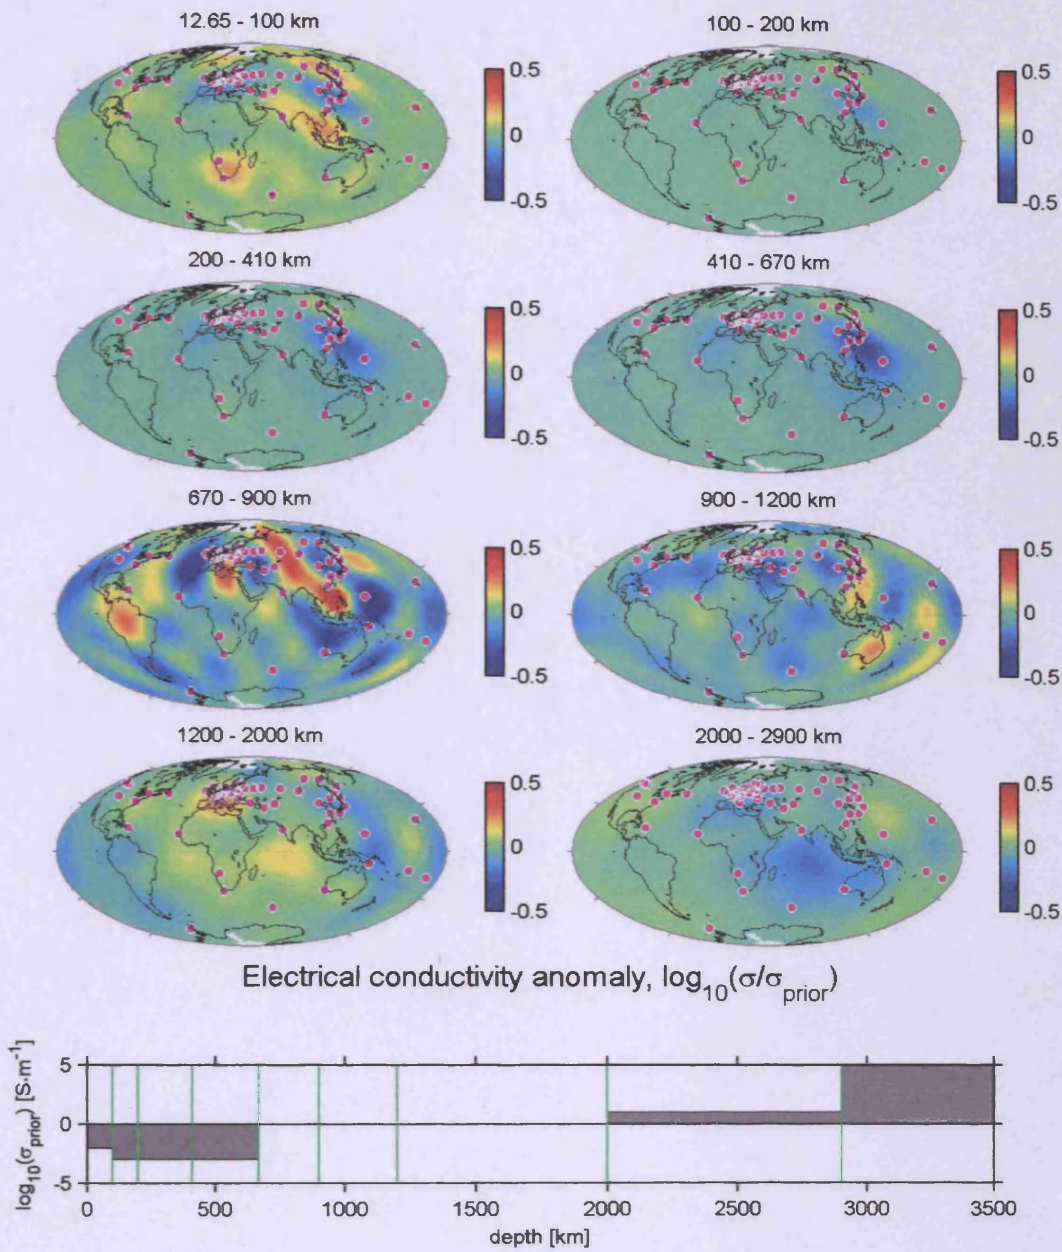 12.65 - 100 km
100 - 200 km
0.5
0
-0.5
0.5
0
-0.5
200 - 410 km
410 - 670 km
0.5
0
-0.5
0.5
0
-0.5
670 - 900 km
900 - 1200 km
0.5
0
-0.5
0.5
0
-0.5
1200 - 2000 km
2000 - 2900 km
0.5
0
-0.5
0.5
0
-0.5
Electrical conductivity anomaly, log10(σ/σprior)
log10(σprior) [S·m-1]
5
0
-5
0 500 1000 1500 2000 2500 3000 3500
depth [km]